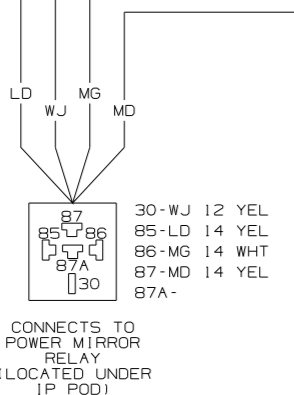 LD
WJ
MG
MD
87
85
86
87A
30
30-WJ 12 YEL
85-LD 14 YEL
86-MG 14 WHT
87-MD 14 YEL
87A-
CONNECTS TO
POWER MIRROR
RELAY
(LOCATED UNDER
IP POD)